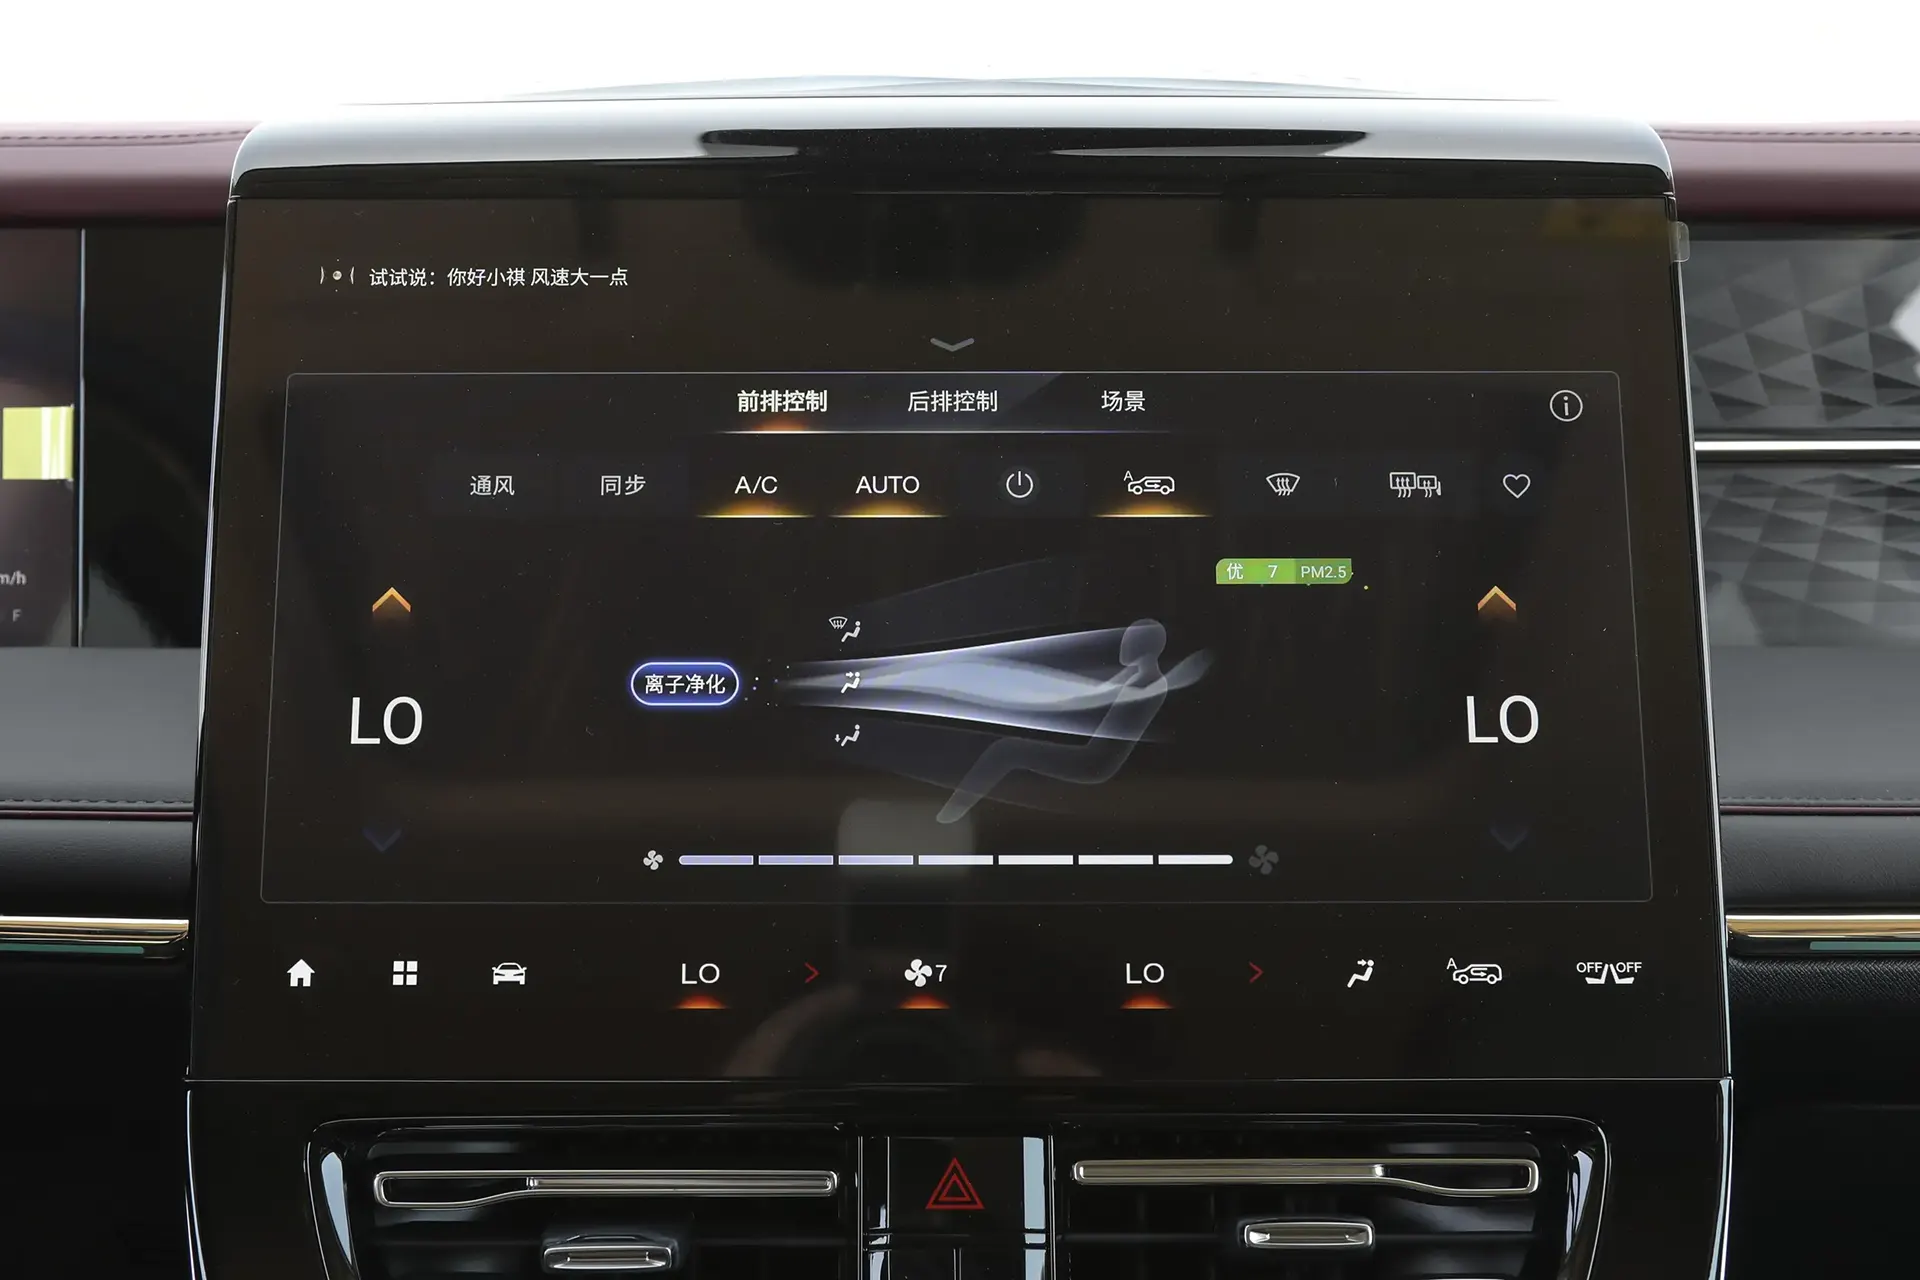 试试说：你好小祺 风速大一点
前排控制 后排控制 场景
通风 同步 A/C AUTO A
优 7 PM2.5
m/h
F
离子净化
LO LO
LO 7 LO A OFF OFF